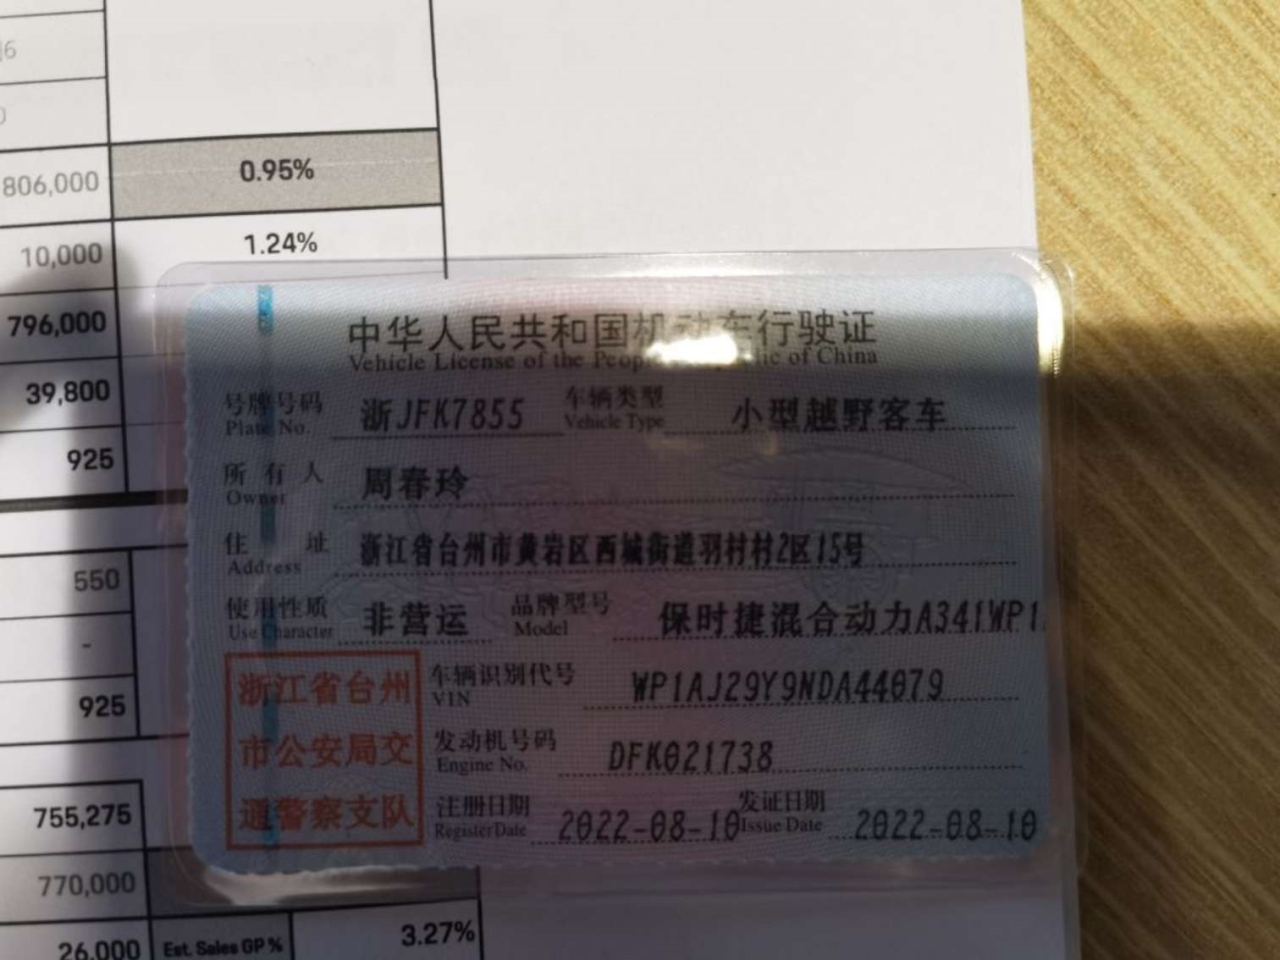 0.95%
806,000
1.24%
10,000
796,000
39,800
925
550
-
925
755,275
770,000
26,000 Est. Sales GP % 3.27%
中华人民共和国机动车行驶证
Vehicle License of the People's Republic of China
号牌号码 浙JFK7855 车辆类型 小型越野客车
Plate No. Vehicle Type
所有人 周春玲
Owner
住址 浙江省台州市黄岩区西城街道羽村村2区15号
Address
使用性质 非营运 品牌型号 保时捷混合动力A341WP1
Use Character Model
浙江省台州
市公安局交
通警察支队
车辆识别代号 WP1AJ29Y9NDA44079
VIN
发动机号码 DFK021738
Engine No.
注册日期 2022-08-10 发证日期 2022-08-10
Register Date Issue Date